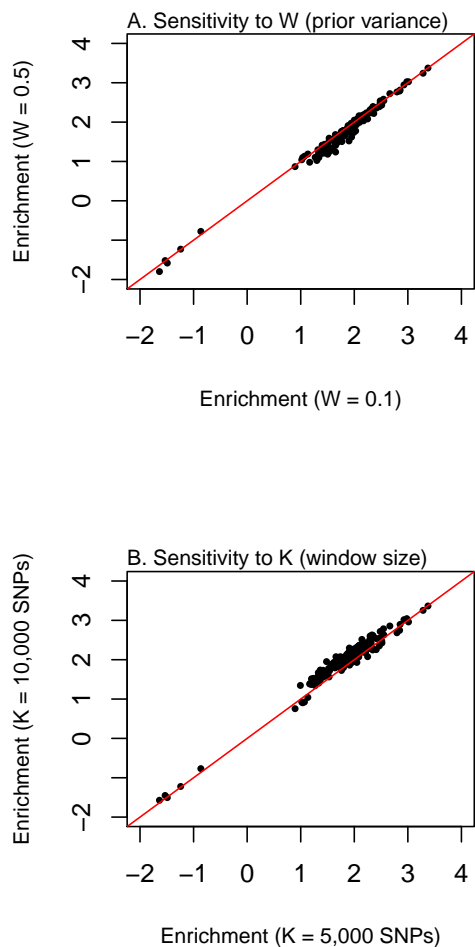 A. Sensitivity to W (prior variance)
Enrichment (W = 0.5)
4
3
2
1
0
−2
−2 −1 0 1 2 3 4
Enrichment (W = 0.1)
B. Sensitivity to K (window size)
Enrichment (K = 10,000 SNPs)
4
3
2
1
0
−2
−2 −1 0 1 2 3 4
Enrichment (K = 5,000 SNPs)